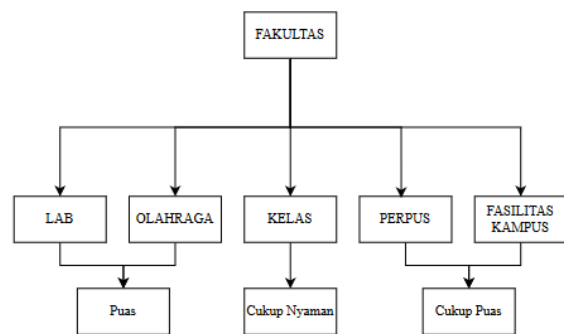 FAKULTAS
LAB
OLAHRAGA
KELAS
PERPUS
FASILITAS
KAMPUS
Puas
Cukup Nyaman
Cukup Puas